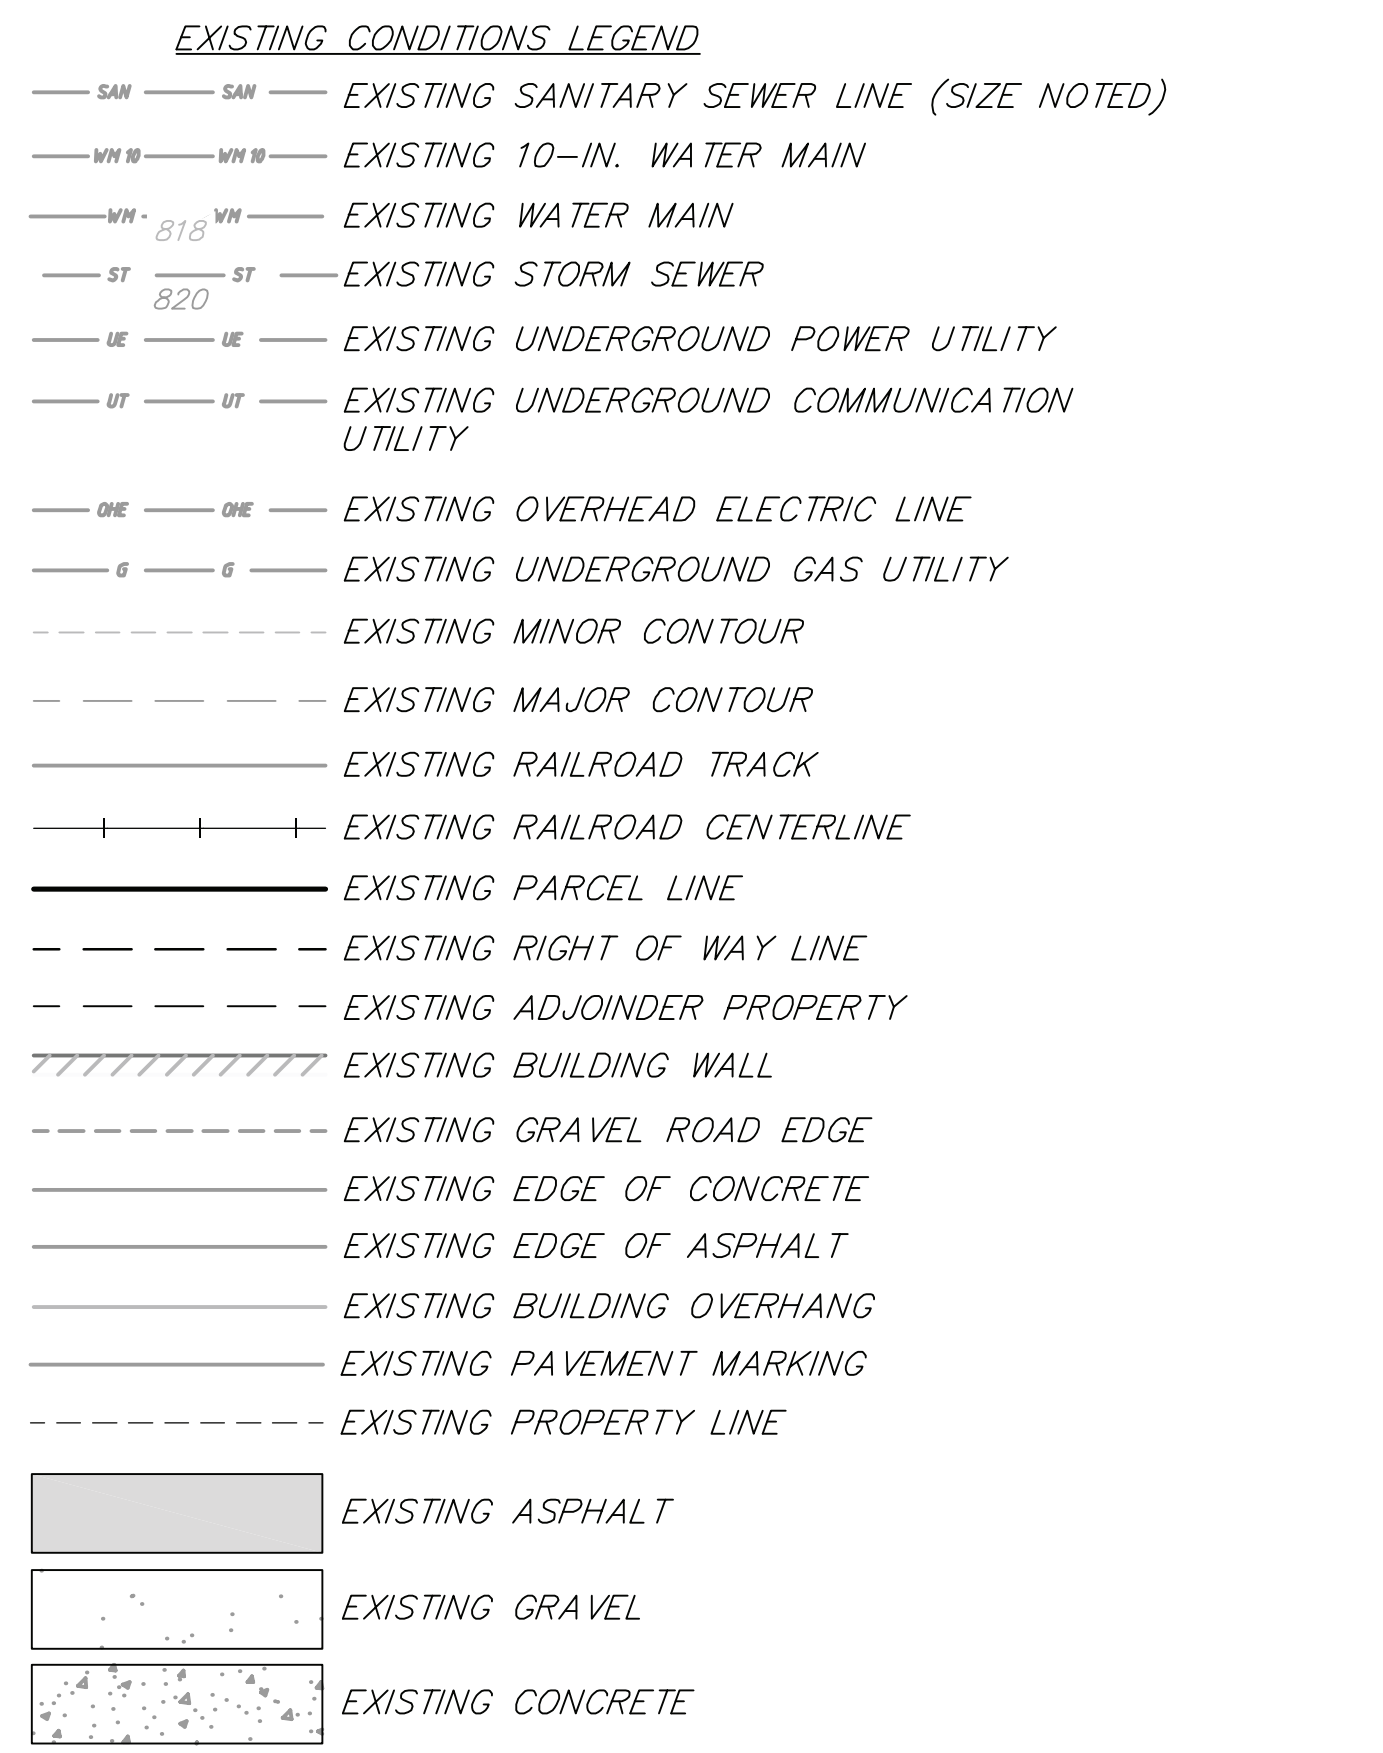 EXISTING CONDITIONS LEGEND
SAN SAN EXISTING SANITARY SEWER LINE (SIZE NOTED)
WM 10 WM 10 EXISTING 10-IN. WATER MAIN
WM WM EXISTING WATER MAIN
818
ST ST EXISTING STORM SEWER
820
UE UE EXISTING UNDERGROUND POWER UTILITY
UT UT EXISTING UNDERGROUND COMMUNICATION
UTILITY
OHE OHE EXISTING OVERHEAD ELECTRIC LINE
G G EXISTING UNDERGROUND GAS UTILITY
EXISTING MINOR CONTOUR
EXISTING MAJOR CONTOUR
EXISTING RAILROAD TRACK
EXISTING RAILROAD CENTERLINE
EXISTING PARCEL LINE
EXISTING RIGHT OF WAY LINE
EXISTING ADJOINDER PROPERTY
EXISTING BUILDING WALL
EXISTING GRAVEL ROAD EDGE
EXISTING EDGE OF CONCRETE
EXISTING EDGE OF ASPHALT
EXISTING BUILDING OVERHANG
EXISTING PAVEMENT MARKING
EXISTING PROPERTY LINE
EXISTING ASPHALT
EXISTING GRAVEL
EXISTING CONCRETE